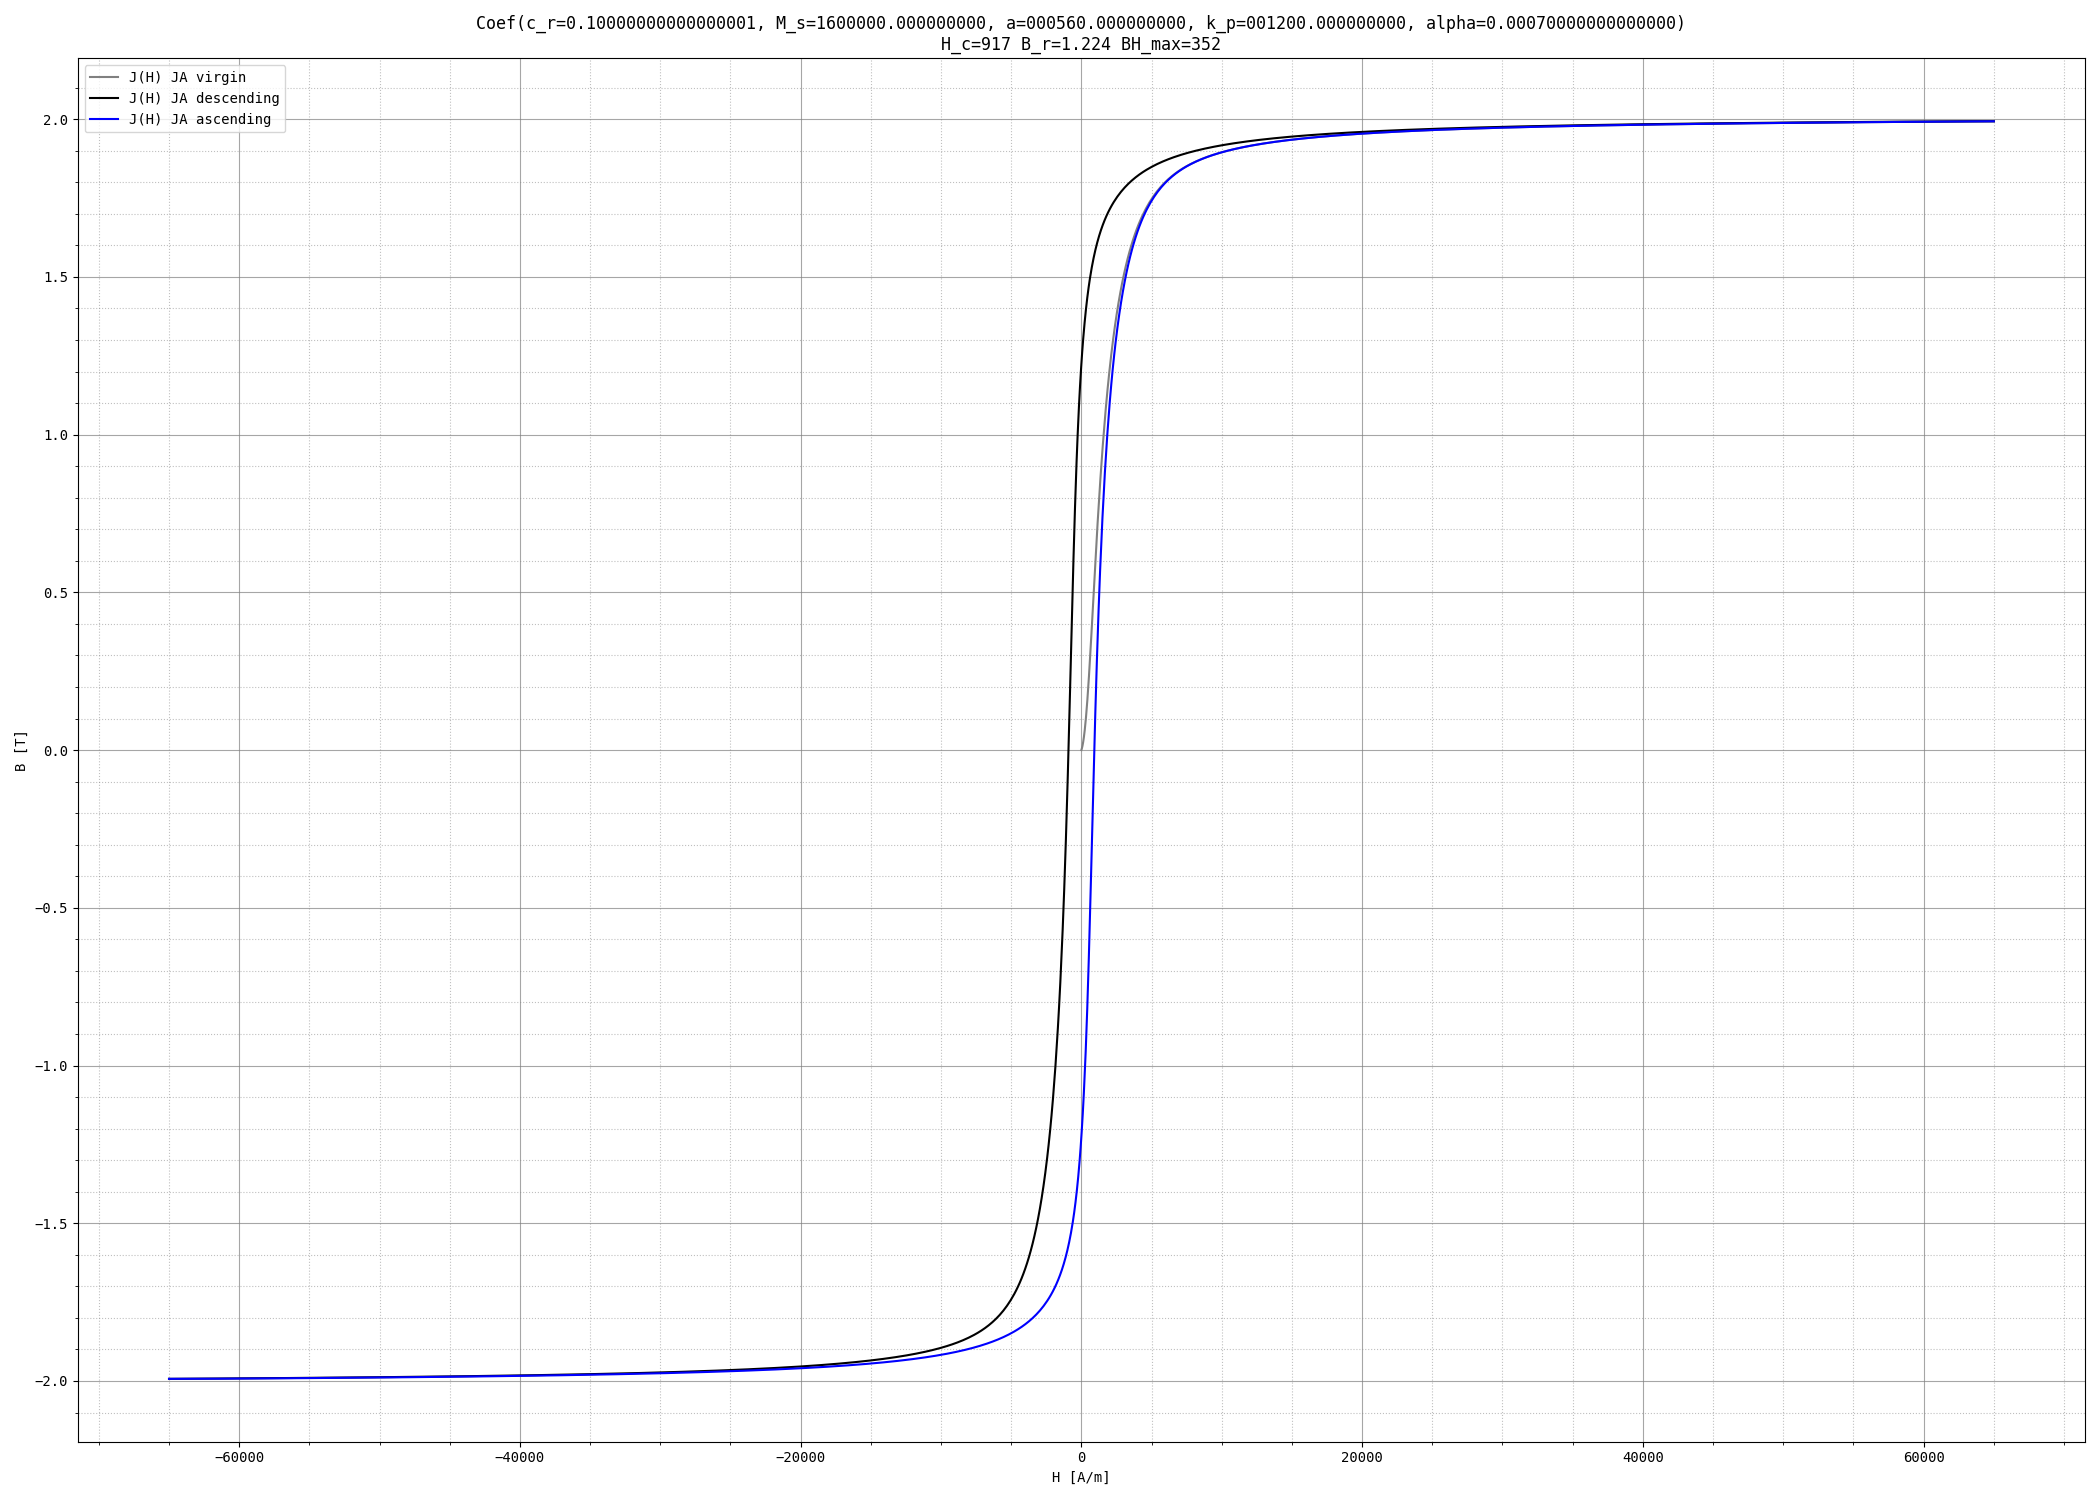 Coef(c_r=0.10000000000000001, M_s=1600000.000000000, a=000560.000000000, k_p=001200.000000000, alpha=0.00070000000000000)
H_c=917 B_r=1.224 BH_max=352
J(H) JA virgin
J(H) JA descending
J(H) JA ascending
2.0
1.5
1.0
0.5
0.0
−0.5
−1.0
−1.5
−2.0
B [T]
−60000 −40000 −20000 0 20000 40000 60000
H [A/m]